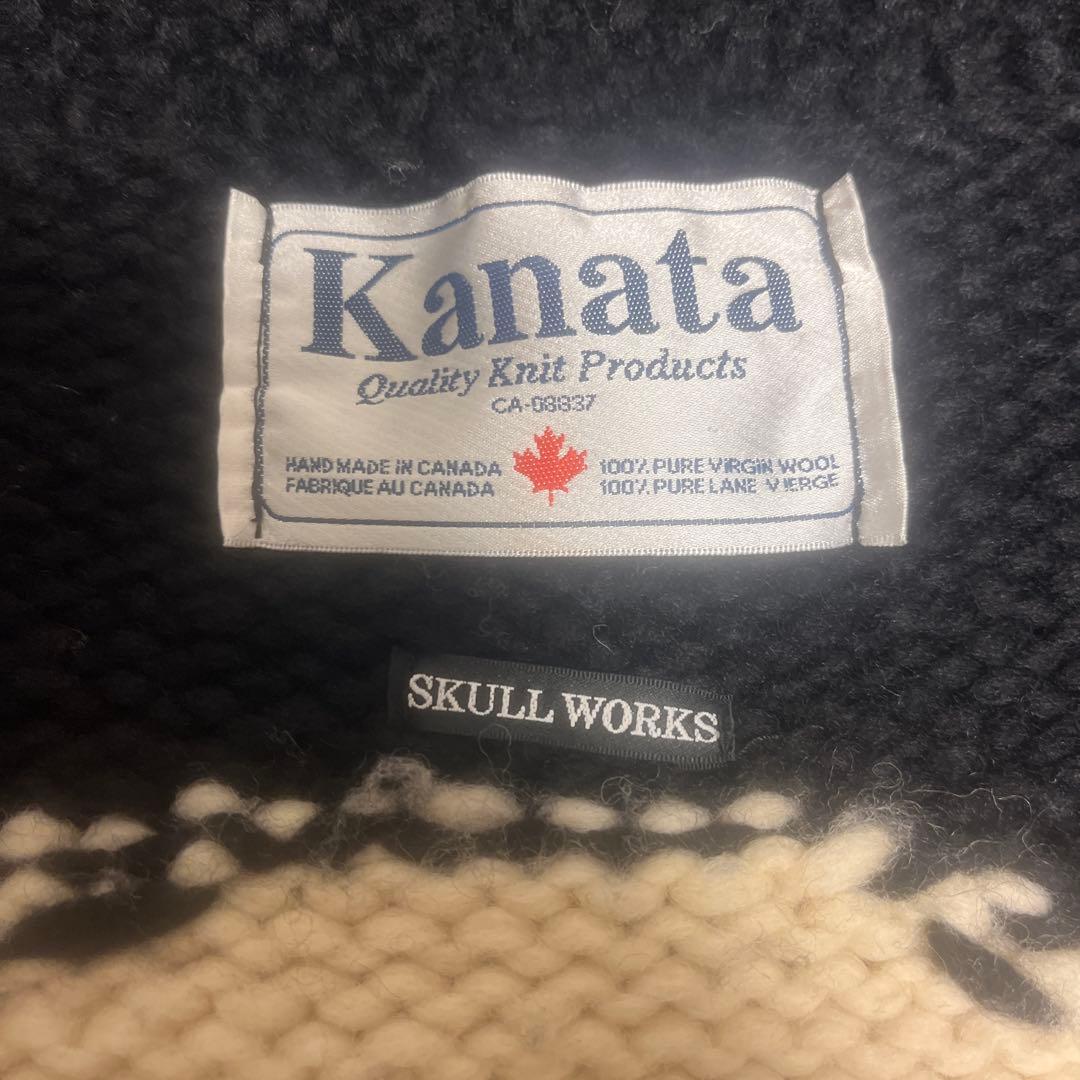 Kanata
Quality Knit Products
CA-08837
HAND MADE IN CANADA
FABRIQUE AU CANADA
100% PURE VIRGIN WOOL
100% PURE LANE VIERGE
SKULL WORKS